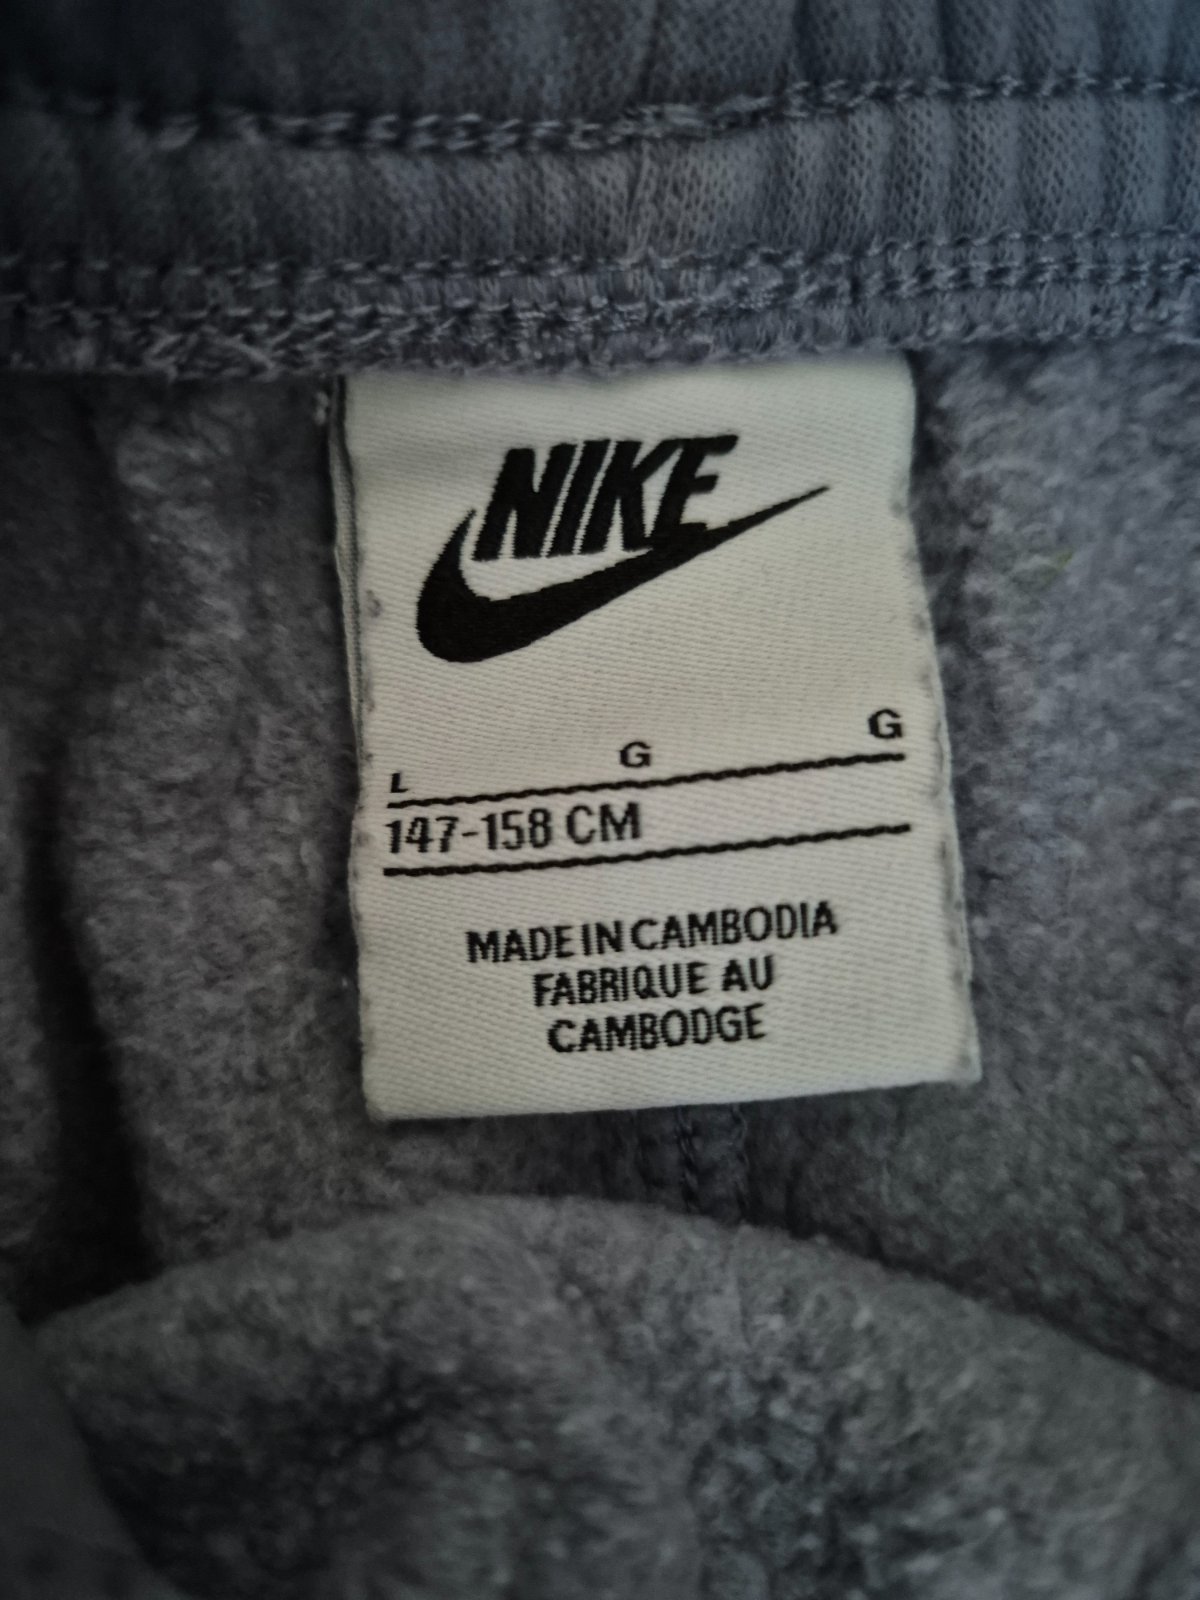 NIKE
L G G
147-158 CM
MADE IN CAMBODIA
FABRIQUE AU
CAMBODGE